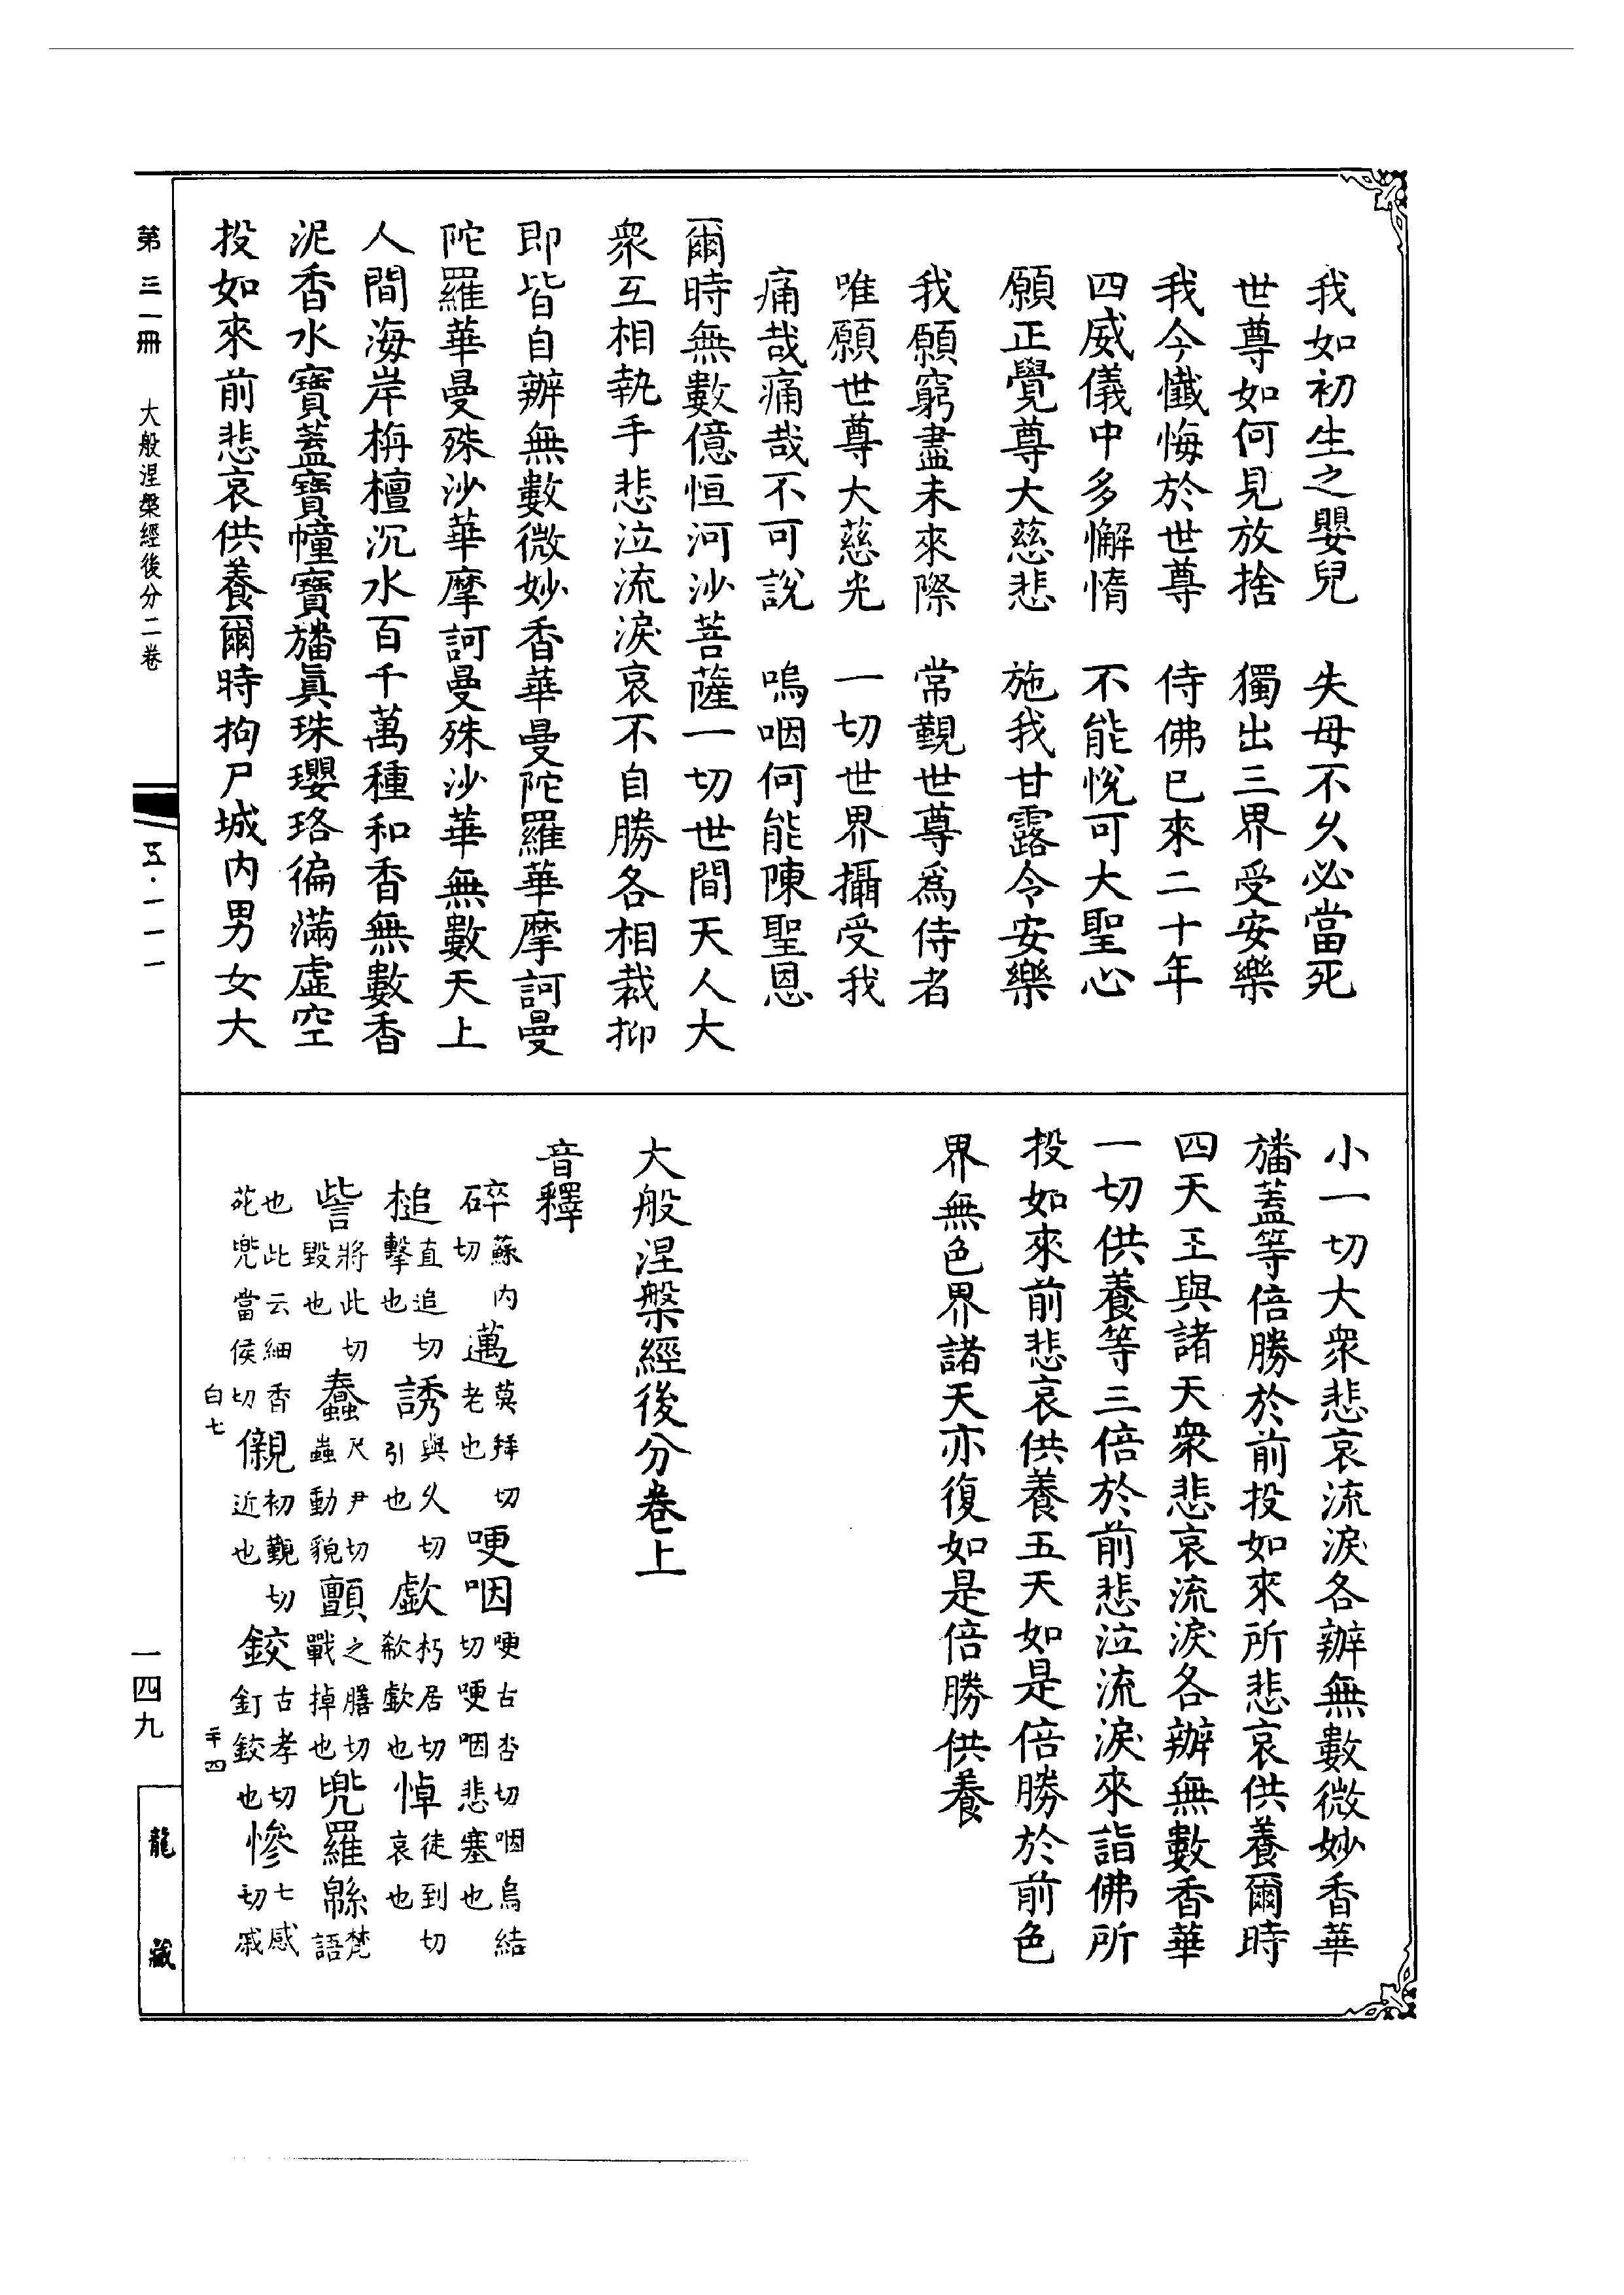 我如初生之嬰兒　失母不久必當死
世尊如何見放捨　獨出三界受安樂
我今懺悔於世尊　侍佛已來二十年
四威儀中多懈惰　不能悅可大聖心
願正覺尊大慈悲　施我甘露令安樂
我願窮盡未來際　常覲世尊爲侍者
唯願世尊大慈光　一切世界攝受我
痛哉痛哉不可說　嗚咽何能陳聖恩
爾時無數億恒河沙菩薩一切世間天人大
眾互相執手悲泣流淚哀不自勝各相裁抑
即皆自辦無數微妙香華曼陀羅華摩訶曼
陀羅華曼殊沙華摩訶曼殊沙華無數天上
人間海岸栴檀沉水百千萬種和香無數香
泥香水寶蓋寶幢寶旛眞珠瓔珞徧滿虛空
投如來前悲哀供養爾時拘尸城內男女大
小一切大眾悲哀流淚各辦無數微妙香華
旛蓋等倍勝於前投如來所悲哀供養爾時
四天王與諸天眾悲哀流淚各辦無數香華
一切供養等三倍於前悲泣流淚來詣佛所
投如來前悲哀供養五天如是倍勝於前色
界無色界諸天亦復如是倍勝供養
大般涅槃經後分卷上
音釋
碎蘇內切邁莫拜切老也哽咽哽古杏切咽烏結切哽咽悲塞也
槌直追切擊也誘與久切引也歔朽居切欷歔也悼徒到切哀也
訾將此切毀也蠢尺尹切蟲動貌顫之膳切戰掉也兜羅緜梵語
也此云細香花兜當侯切儭初覲切近也鉸古孝切釘鉸也慘七感切戚
白七
二十四
第三一冊　大般涅槃經後分二卷
五·一一一
一四九
龍藏